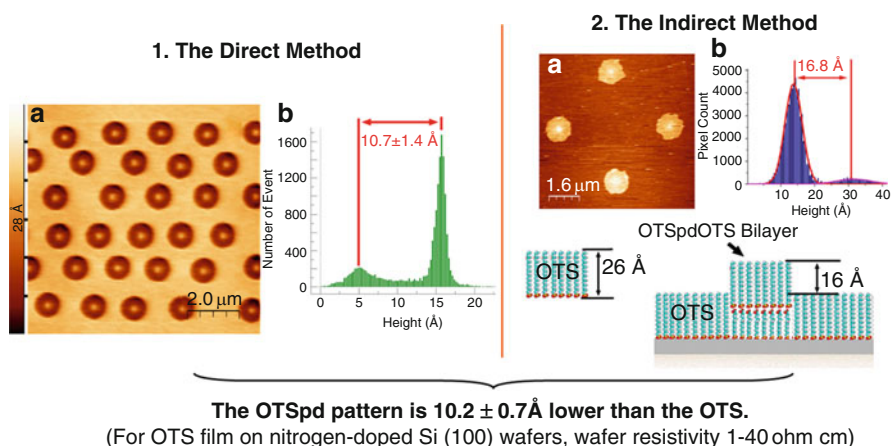 1. The Direct Method
a
28 Å
2.0 µm
b
Number of Event
1600
1200
800
400
0
10.7±1.4 Å
0 5 10 15 20
Height (Å)
2. The Indirect Method
a
1.6 µm
b
Pixel Count
5000
4000
3000
2000
1000
0
16.8 Å
10 20 30 40
Height (Å)
OTS
26 Å
OTSpdOTS Bilayer
OTS
16 Å
The OTSpd pattern is 10.2 ± 0.7Å lower than the OTS.
(For OTS film on nitrogen-doped Si (100) wafers, wafer resistivity 1-40 ohm cm)